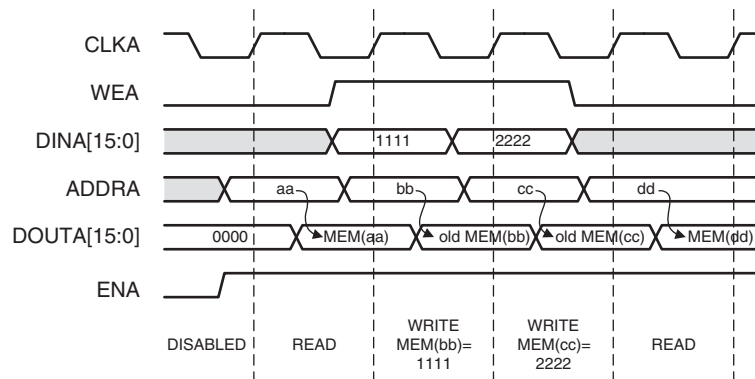 CLKA
WEA
DINA[15:0] 1111 2222
ADDRA aa bb cc dd
DOUTA[15:0] 0000 MEM(aa) old MEM(bb) old MEM(cc) MEM(dd)
ENA
DISABLED READ WRITE MEM(bb)= 1111 WRITE MEM(cc)= 2222 READ